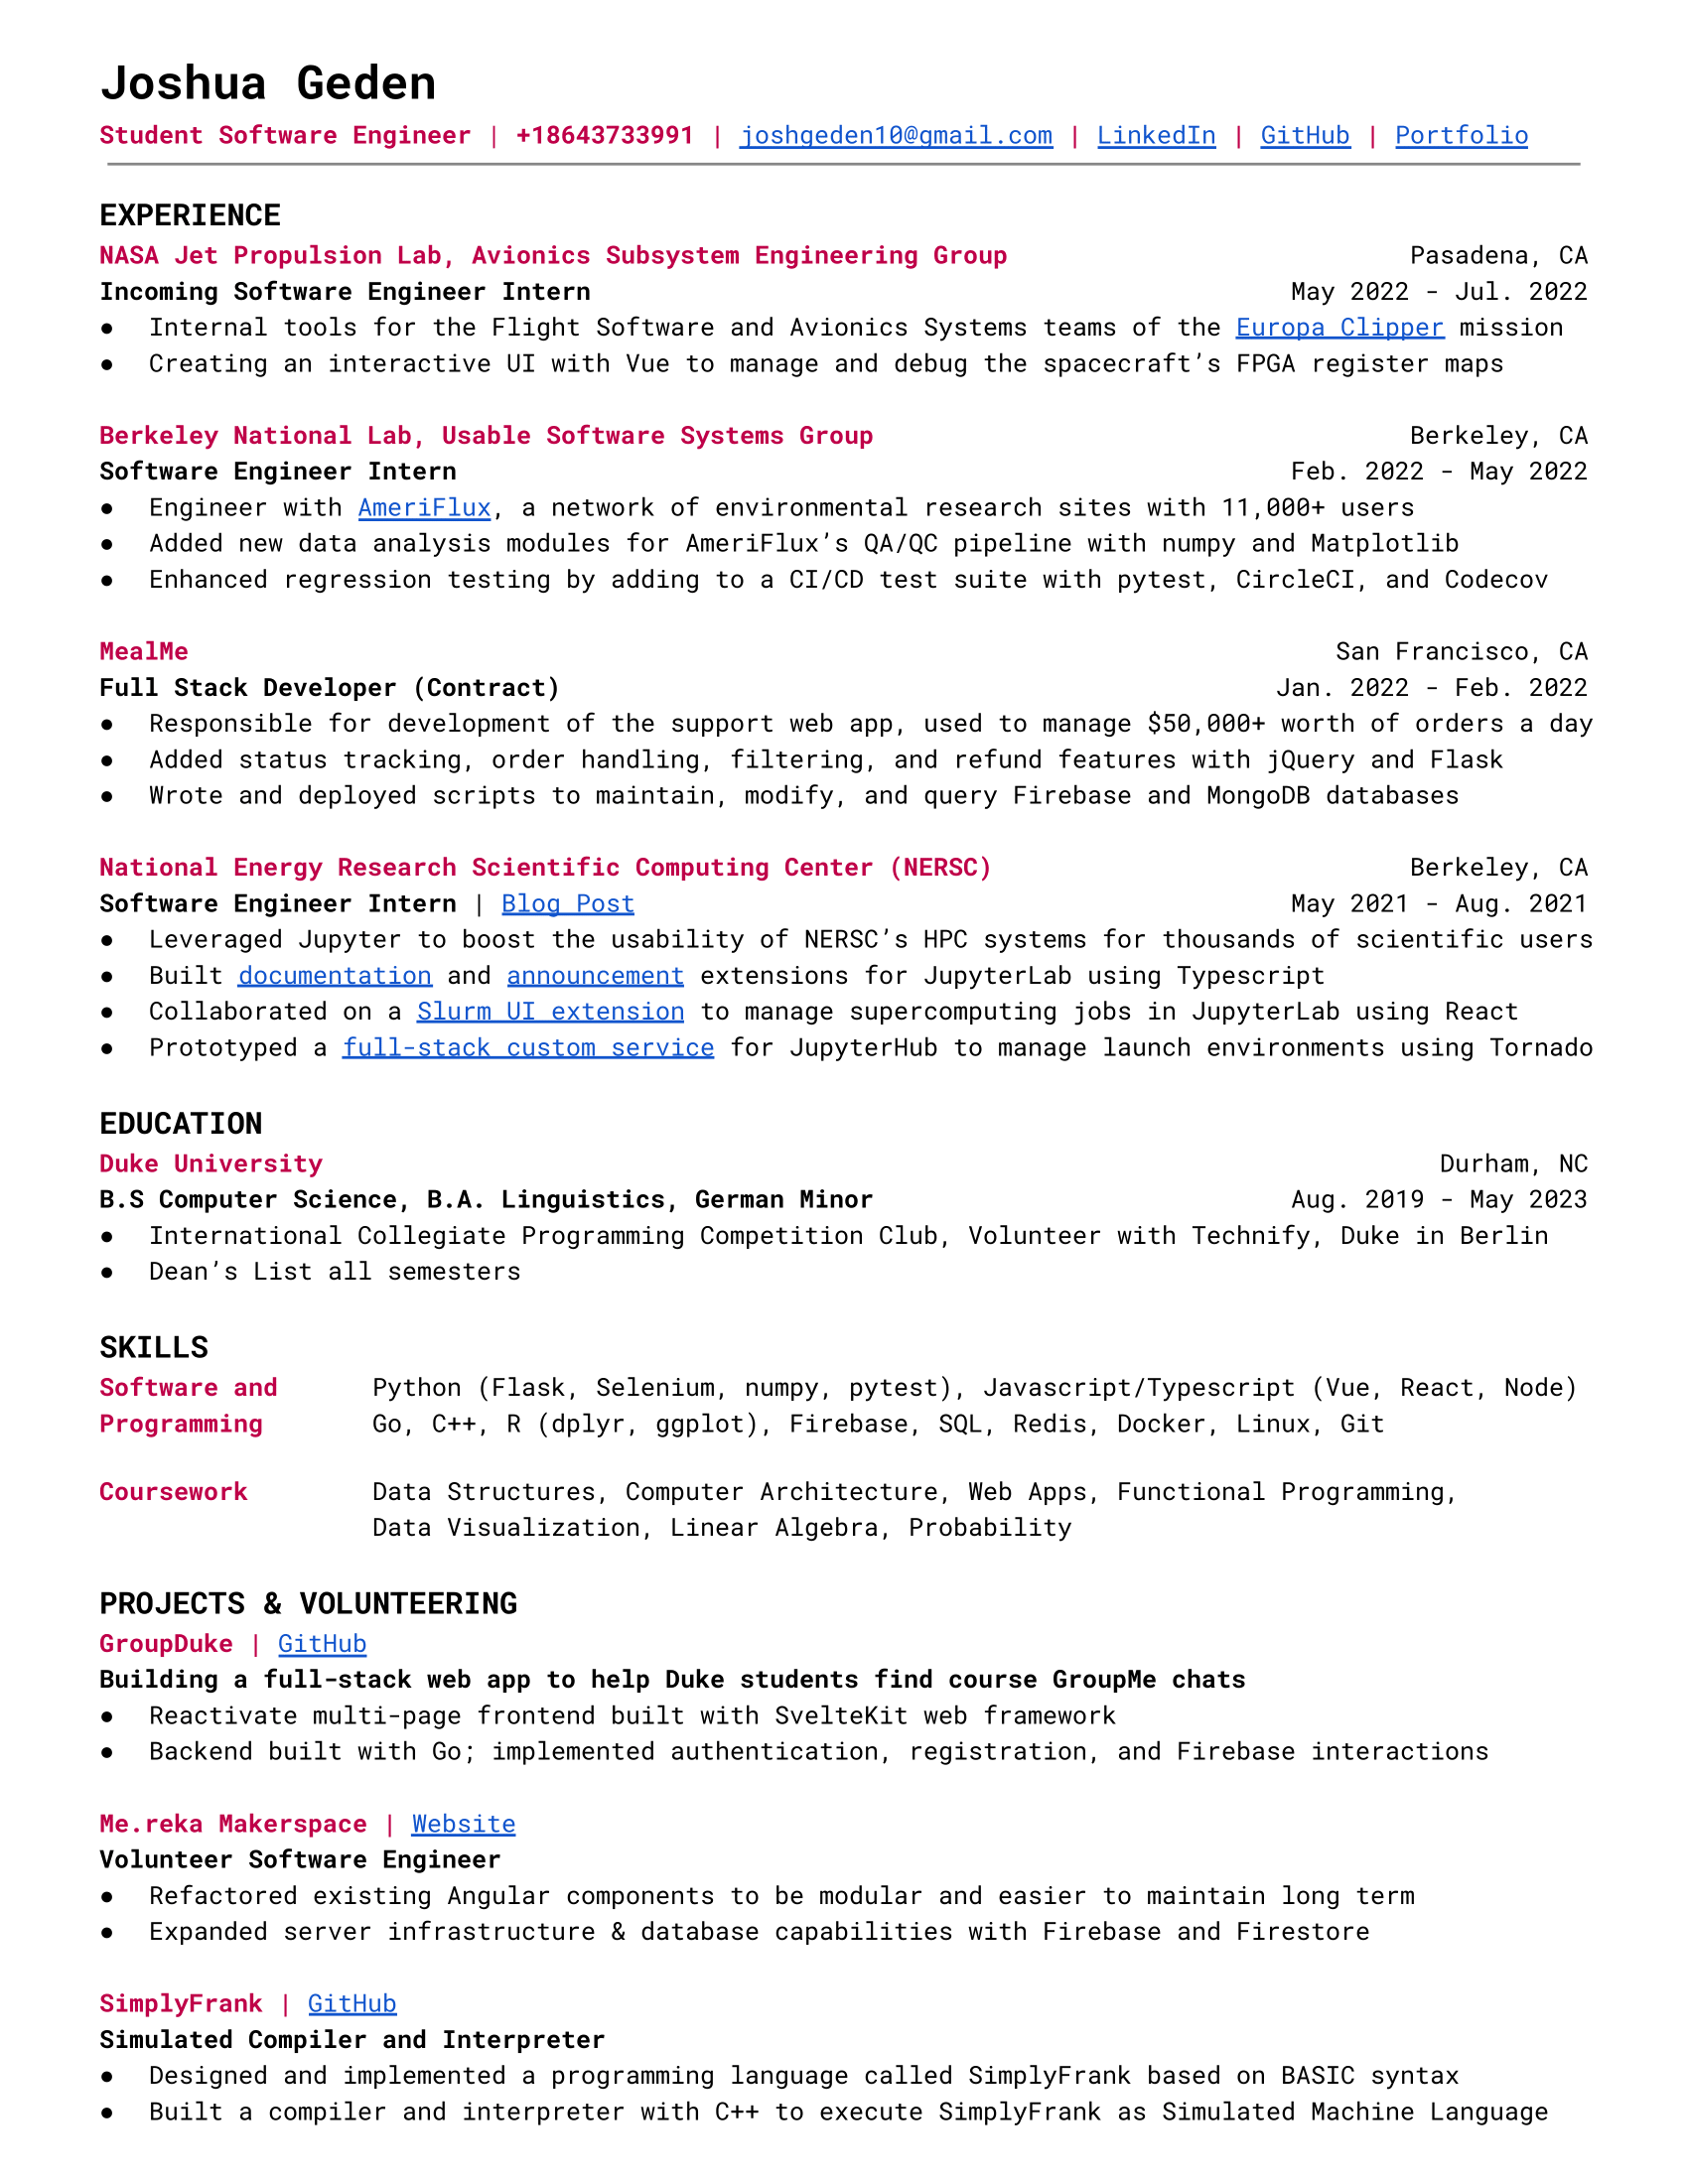 Joshua Geden
Student Software Engineer | +18643733991 | joshgeden10@gmail.com | LinkedIn | GitHub | Portfolio
EXPERIENCE
NASA Jet Propulsion Lab, Avionics Subsystem Engineering Group Pasadena, CA
Incoming Software Engineer Intern May 2022 - Jul. 2022
● Internal tools for the Flight Software and Avionics Systems teams of the Europa Clipper mission
● Creating an interactive UI with Vue to manage and debug the spacecraft’s FPGA register maps
Berkeley National Lab, Usable Software Systems Group Berkeley, CA
Software Engineer Intern Feb. 2022 - May 2022
● Engineer with AmeriFlux, a network of environmental research sites with 11,000+ users
● Added new data analysis modules for AmeriFlux’s QA/QC pipeline with numpy and Matplotlib
● Enhanced regression testing by adding to a CI/CD test suite with pytest, CircleCI, and Codecov
MealMe San Francisco, CA
Full Stack Developer (Contract) Jan. 2022 - Feb. 2022
● Responsible for development of the support web app, used to manage $50,000+ worth of orders a day
● Added status tracking, order handling, filtering, and refund features with jQuery and Flask
● Wrote and deployed scripts to maintain, modify, and query Firebase and MongoDB databases
National Energy Research Scientific Computing Center (NERSC) Berkeley, CA
Software Engineer Intern | Blog Post May 2021 - Aug. 2021
● Leveraged Jupyter to boost the usability of NERSC’s HPC systems for thousands of scientific users
● Built documentation and announcement extensions for JupyterLab using Typescript
● Collaborated on a Slurm UI extension to manage supercomputing jobs in JupyterLab using React
● Prototyped a full-stack custom service for JupyterHub to manage launch environments using Tornado
EDUCATION
Duke University Durham, NC
B.S Computer Science, B.A. Linguistics, German Minor Aug. 2019 - May 2023
● International Collegiate Programming Competition Club, Volunteer with Technify, Duke in Berlin
● Dean’s List all semesters
SKILLS
Software and Python (Flask, Selenium, numpy, pytest), Javascript/Typescript (Vue, React, Node)
Programming Go, C++, R (dplyr, ggplot), Firebase, SQL, Redis, Docker, Linux, Git
Coursework Data Structures, Computer Architecture, Web Apps, Functional Programming,
Data Visualization, Linear Algebra, Probability
PROJECTS & VOLUNTEERING
GroupDuke | GitHub
Building a full-stack web app to help Duke students find course GroupMe chats
● Reactivate multi-page frontend built with SvelteKit web framework
● Backend built with Go; implemented authentication, registration, and Firebase interactions
Me.reka Makerspace | Website
Volunteer Software Engineer
● Refactored existing Angular components to be modular and easier to maintain long term
● Expanded server infrastructure & database capabilities with Firebase and Firestore
SimplyFrank | GitHub
Simulated Compiler and Interpreter
● Designed and implemented a programming language called SimplyFrank based on BASIC syntax
● Built a compiler and interpreter with C++ to execute SimplyFrank as Simulated Machine Language